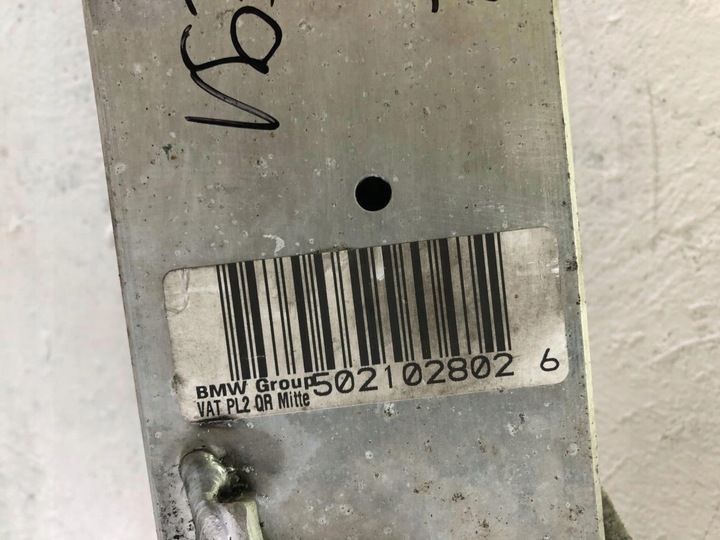 BMW Group 502102802 6
VAT PL2 QR Mitte